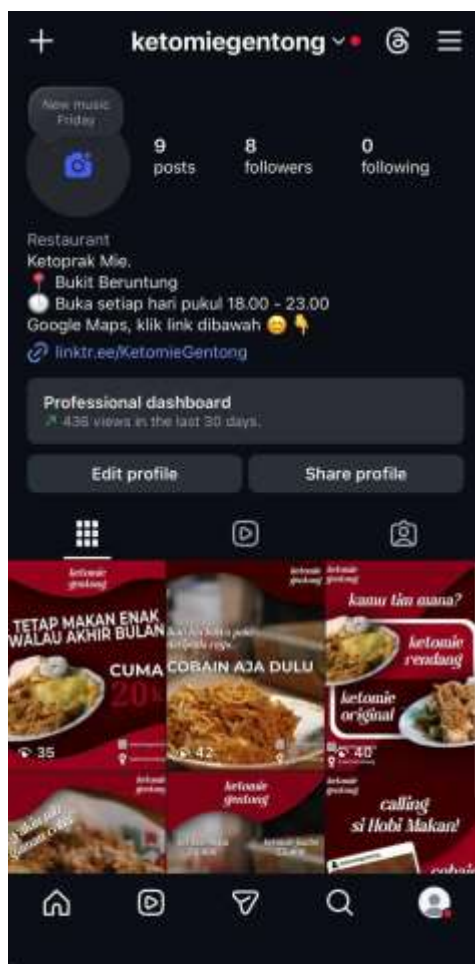 ketomiegentong
New music
Friday
9
posts
8
followers
0
following
Restaurant
Ketoprak Mie.
Bukit Beruntung
Buka setiap hari pukul 18.00 - 23.00
Google Maps, klik link dibawah
linktr.ee/KetomieGentong
Professional dashboard
436 views in the last 30 days.
Edit profile
Share profile
ketomie
gentong
TETAP MAKAN ENAK
WALAU AKHIR BULAN
CUMA
20k
35
ketomie
gentong
COBAIN AJA DULU
42
ketomie
gentong
kamu tim mana?
ketomie
rendang
ketomie
original
40
ketomie
gentong
ketomie
gentong
ketomie
gentong
calling
si Hobi Makan!